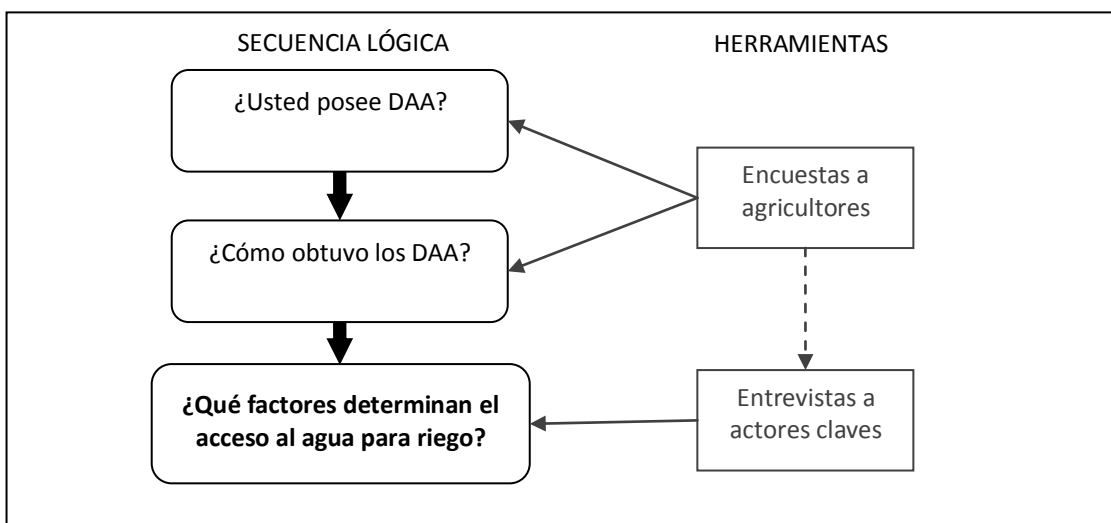 SECUENCIA LÓGICA
HERRAMIENTAS
¿Usted posee DAA?
Encuestas a
agricultores
¿Cómo obtuvo los DAA?
¿Qué factores determinan el
acceso al agua para riego?
Entrevistas a
actores claves